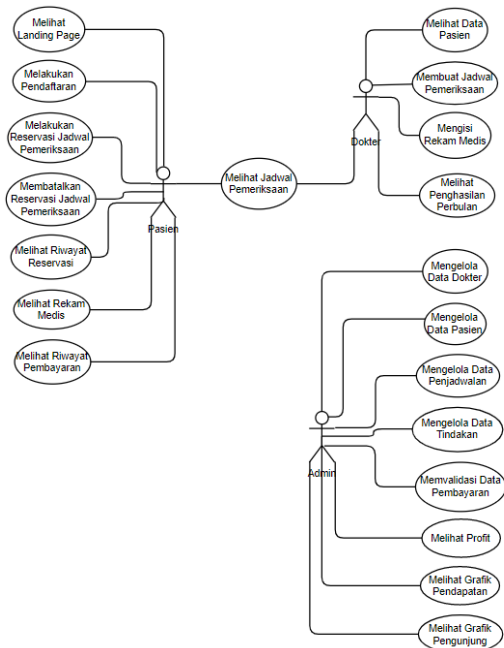 Melihat
Landing Page
Melakukan
Pendaftaran
Melakukan
Reservasi Jadwal
Pemeriksaan
Membatalkan
Reservasi Jadwal
Pemeriksaan
Melihat Riwayat
Reservasi
Melihat Rekam
Medis
Melihat Riwayat
Pembayaran
Pasien
Melihat Jadwal
Pemeriksaan
Melihat Data
Pasien
Membuat Jadwal
Pemeriksaan
Mengisi
Rekam Medis
Dokter
Melihat
Penghasilan
Perbulan
Mengelola
Data Dokter
Mengelola
Data Pasien
Mengelola Data
Penjadwalan
Mengelola Data
Tindakan
Admin
Memvalidasi Data
Pembayaran
Melihat Profit
Melihat Grafik
Pendapatan
Melihat Grafik
Pengunjung